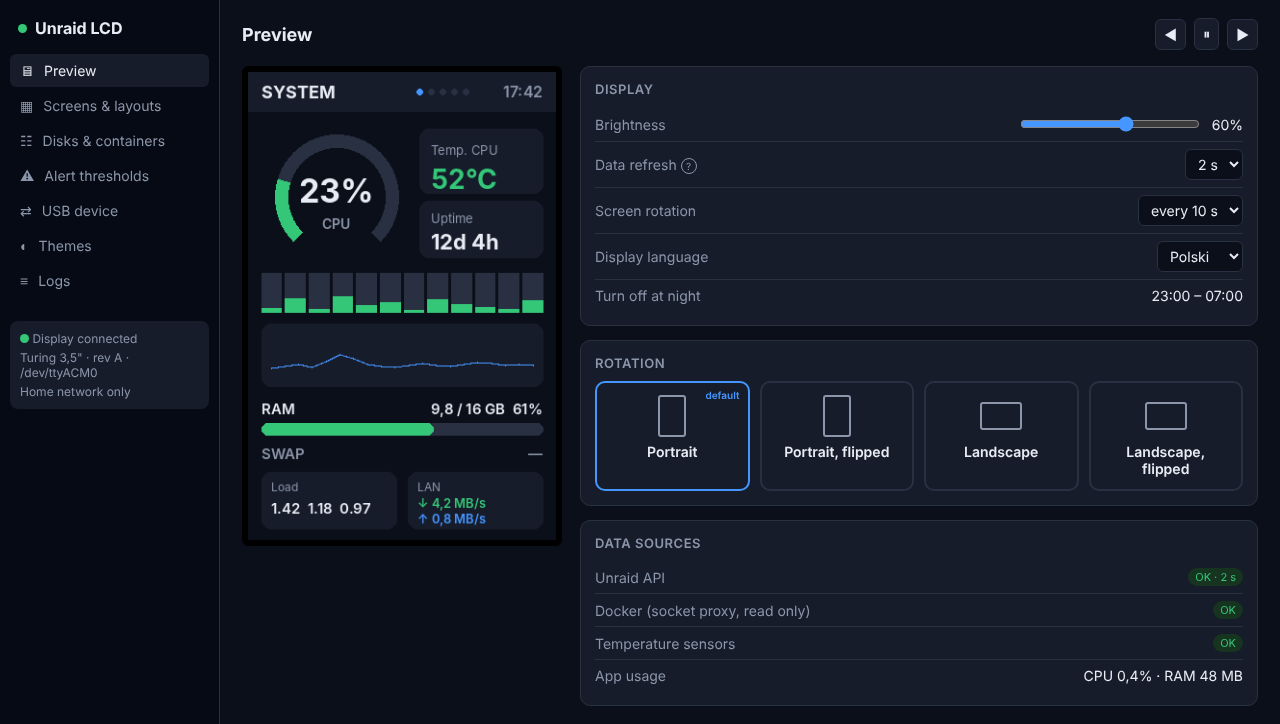 Unraid LCD
Preview
Screens & layouts
Disks & containers
Alert thresholds
USB device
Themes
Logs
Display connected
Turing 3,5" · rev A ·
/dev/ttyACM0
Home network only
Preview
SYSTEM
17:42
23%
CPU
Temp. CPU
52°C
Uptime
12d 4h
RAM
9,8 / 16 GB 61%
SWAP
—
Load
1.42 1.18 0.97
LAN
↓ 4,2 MB/s
↑ 0,8 MB/s
DISPLAY
Brightness
60%
Data refresh ?
2 s
Screen rotation
every 10 s
Display language
Polski
Turn off at night
23:00 – 07:00
ROTATION
default
Portrait
Portrait, flipped
Landscape
Landscape,
flipped
DATA SOURCES
Unraid API
OK · 2 s
Docker (socket proxy, read only)
OK
Temperature sensors
OK
App usage
CPU 0,4% · RAM 48 MB